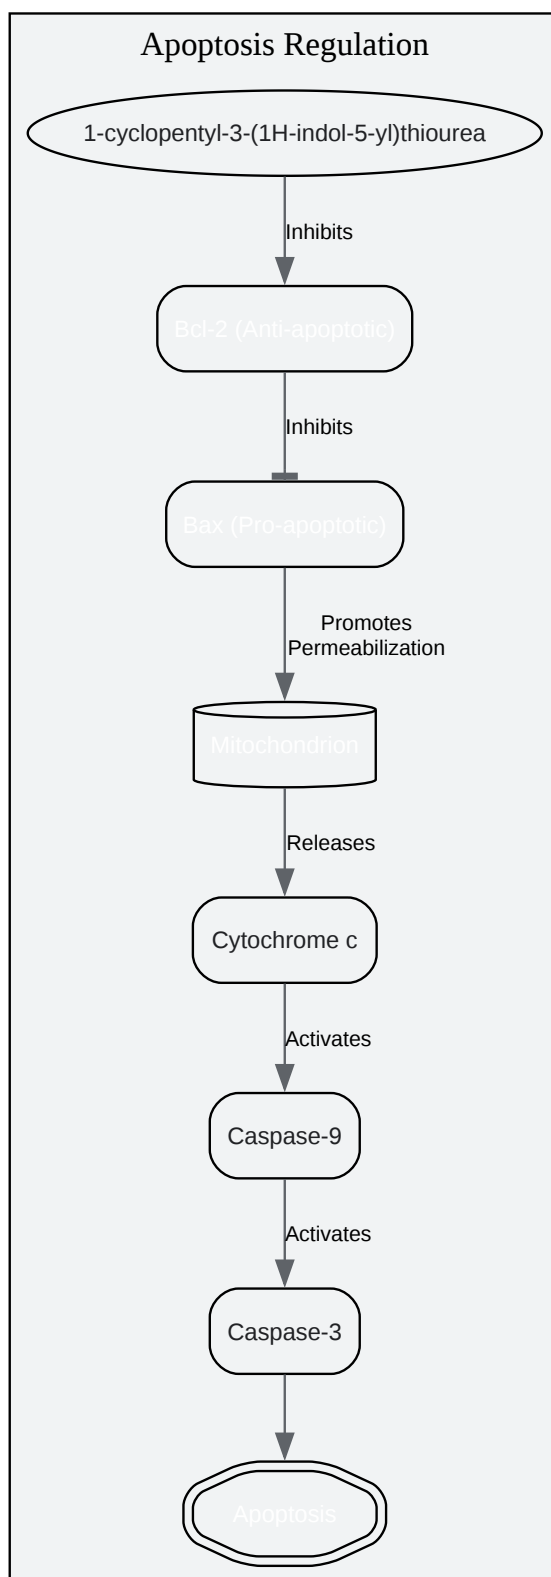 Apoptosis Regulation
1-cyclopentyl-3-(1H-indol-5-yl)thiourea
Inhibits
Bcl-2 (Anti-apoptotic)
Inhibits
Bax (Pro-apoptotic)
Promotes
Permeabilization
Mitochondrion
Releases
Cytochrome c
Activates
Caspase-9
Activates
Caspase-3
Apoptosis